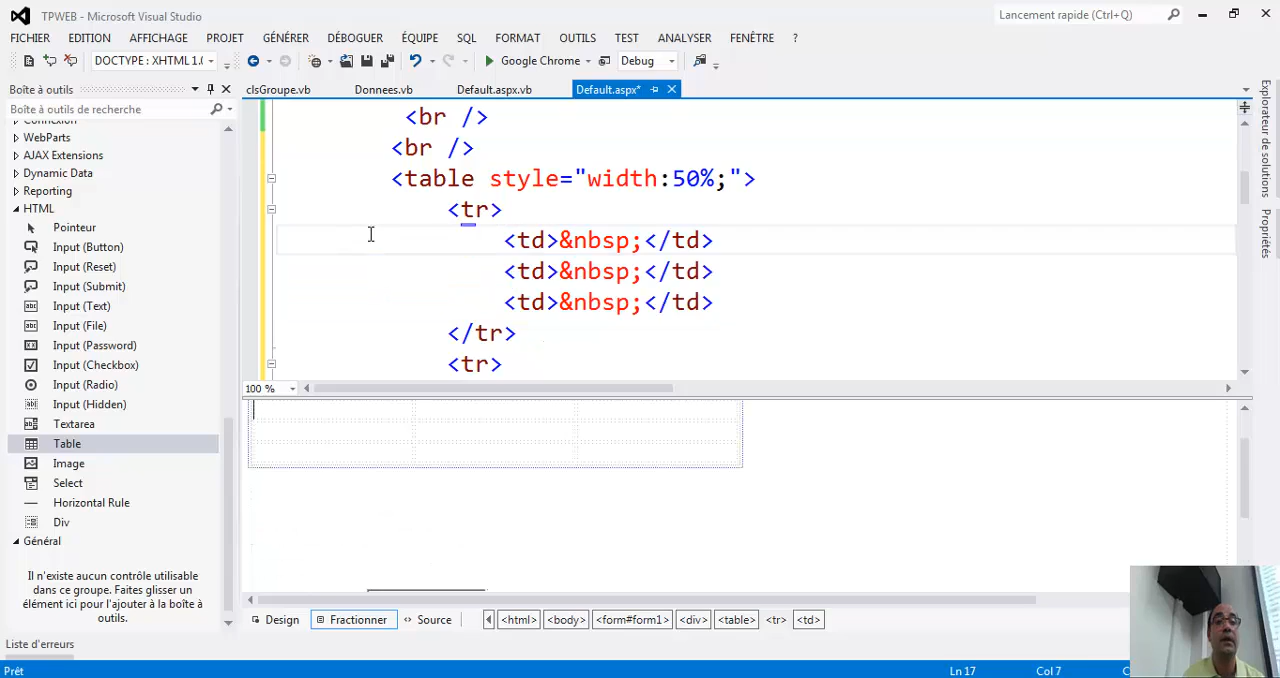 TPWEB - Microsoft Visual Studio
Lancement rapide (Ctrl+Q)
FICHIER EDITION AFFICHAGE PROJET GÉNÉRER DÉBOGUER ÉQUIPE SQL FORMAT OUTILS TEST ANALYSER FENÊTRE ?
DOCTYPE : XHTML 1.( Google Chrome Debug
Boîte à outils
clsGroupe.vb Donnees.vb Default.aspx.vb Default.aspx*
Boîte à outils de recherche
WebParts
AJAX Extensions
Dynamic Data
Reporting
HTML
Pointeur
Input (Button)
Input (Reset)
Input (Submit)
Input (Text)
Input (File)
Input (Password)
Input (Checkbox)
Input (Radio)
Input (Hidden)
Textarea
Table
Image
Select
Horizontal Rule
Div
Général
Il n'existe aucun contrôle utilisable
dans ce groupe. Faites glisser un
élément ici pour l'ajouter à la boîte à
outils.
<br />
<br />
<table style="width:50%;">
<tr>
<td>&nbsp;</td>
<td>&nbsp;</td>
<td>&nbsp;</td>
</tr>
<tr>
100 %
Design Fractionner Source <html> <body> <form#form1> <div> <table> <tr> <td>
Explorateur de solutions
Propriétés
Liste d'erreurs
Prêt Ln 17 Col 7